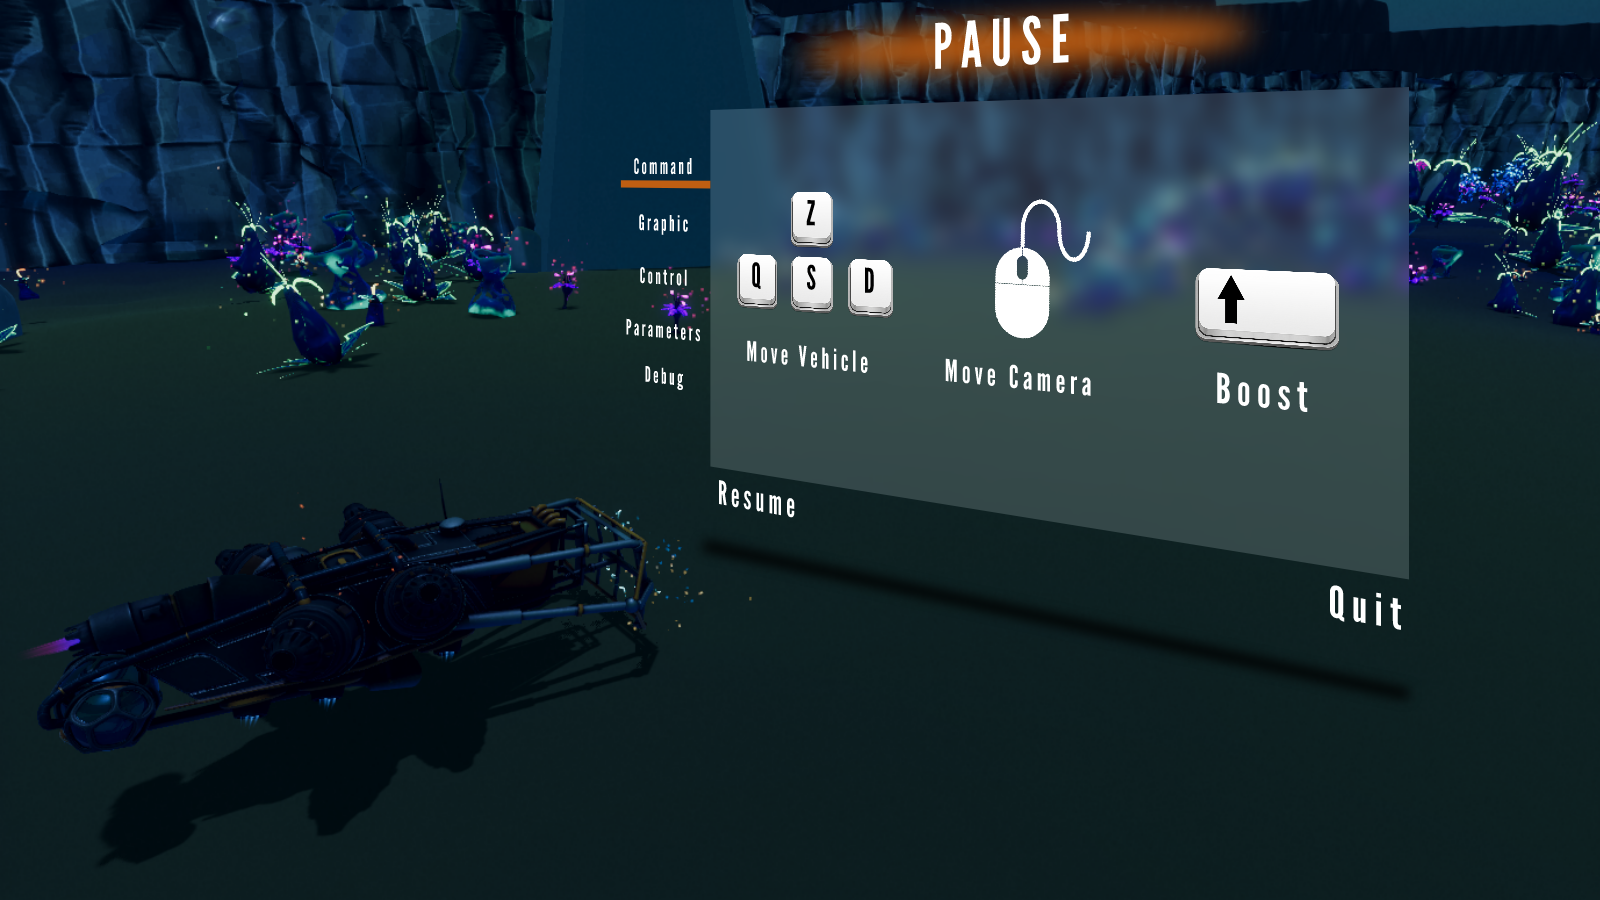 PAUSE
Command
Graphic
Control
Parameters
Debug
Z
Q S D
Move Vehicle
Move Camera
Boost
Resume
Quit